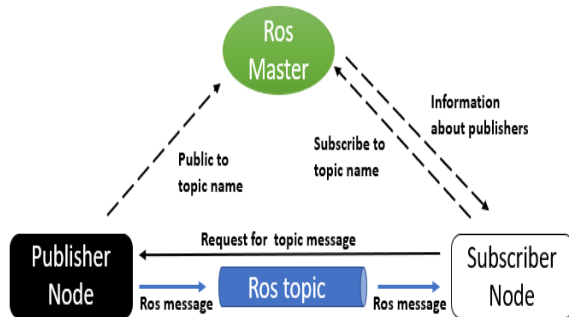 Ros
Master
Information
about publishers
Subscribe to
topic name
Public to
topic name
Request for topic message
Publisher
Node
Ros message
Ros topic
Ros message
Subscriber
Node